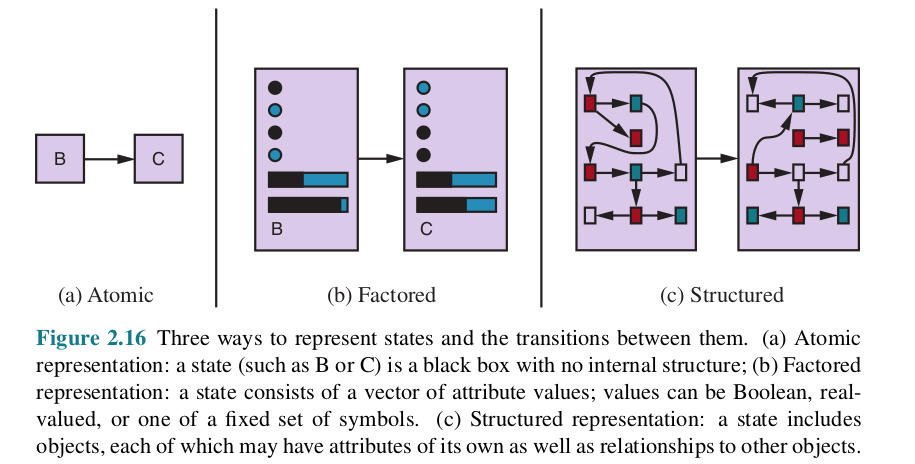 B
C
B
C
(a) Atomic
(b) Factored
(c) Structured
Figure 2.16 Three ways to represent states and the transitions between them. (a) Atomic
representation: a state (such as B or C) is a black box with no internal structure; (b) Factored
representation: a state consists of a vector of attribute values; values can be Boolean, real-
valued, or one of a fixed set of symbols. (c) Structured representation: a state includes
objects, each of which may have attributes of its own as well as relationships to other objects.